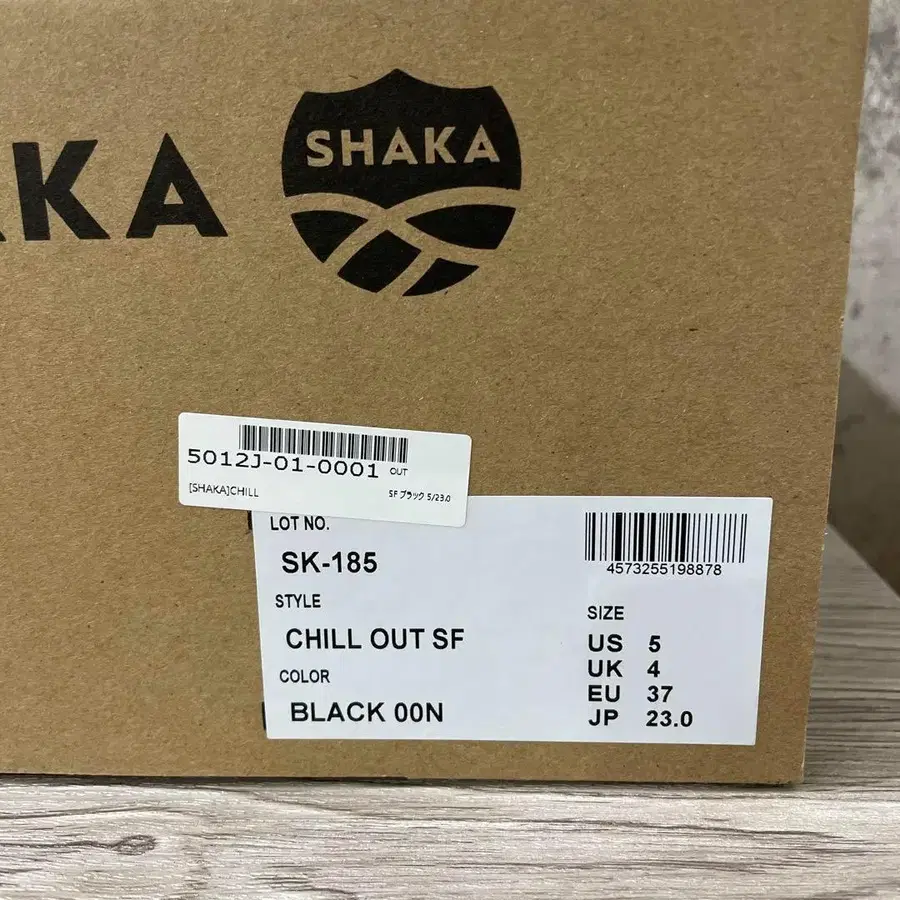 AKA
SHAKA
5012J-01-0001 OUT
[SHAKA]CHILL SF ブラック 5/23.0
LOT NO.
SK-185
4573255198878
STYLE
CHILL OUT SF
COLOR
BLACK 00N
SIZE
US 5
UK 4
EU 37
JP 23.0